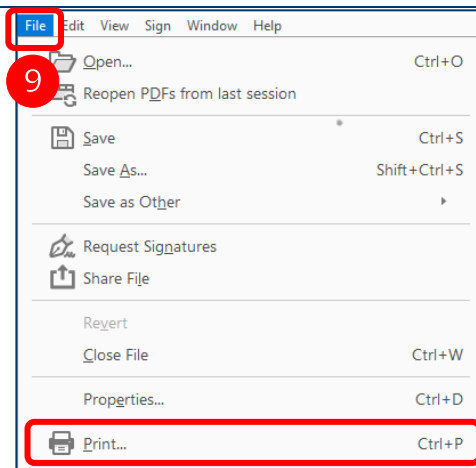 File Edit View Sign Window Help
9
Open... Ctrl+O
Reopen PDFs from last session
Save Ctrl+S
Save As... Shift+Ctrl+S
Save as Other
Request Signatures
Share File
Revert
Close File Ctrl+W
Properties... Ctrl+D
Print... Ctrl+P